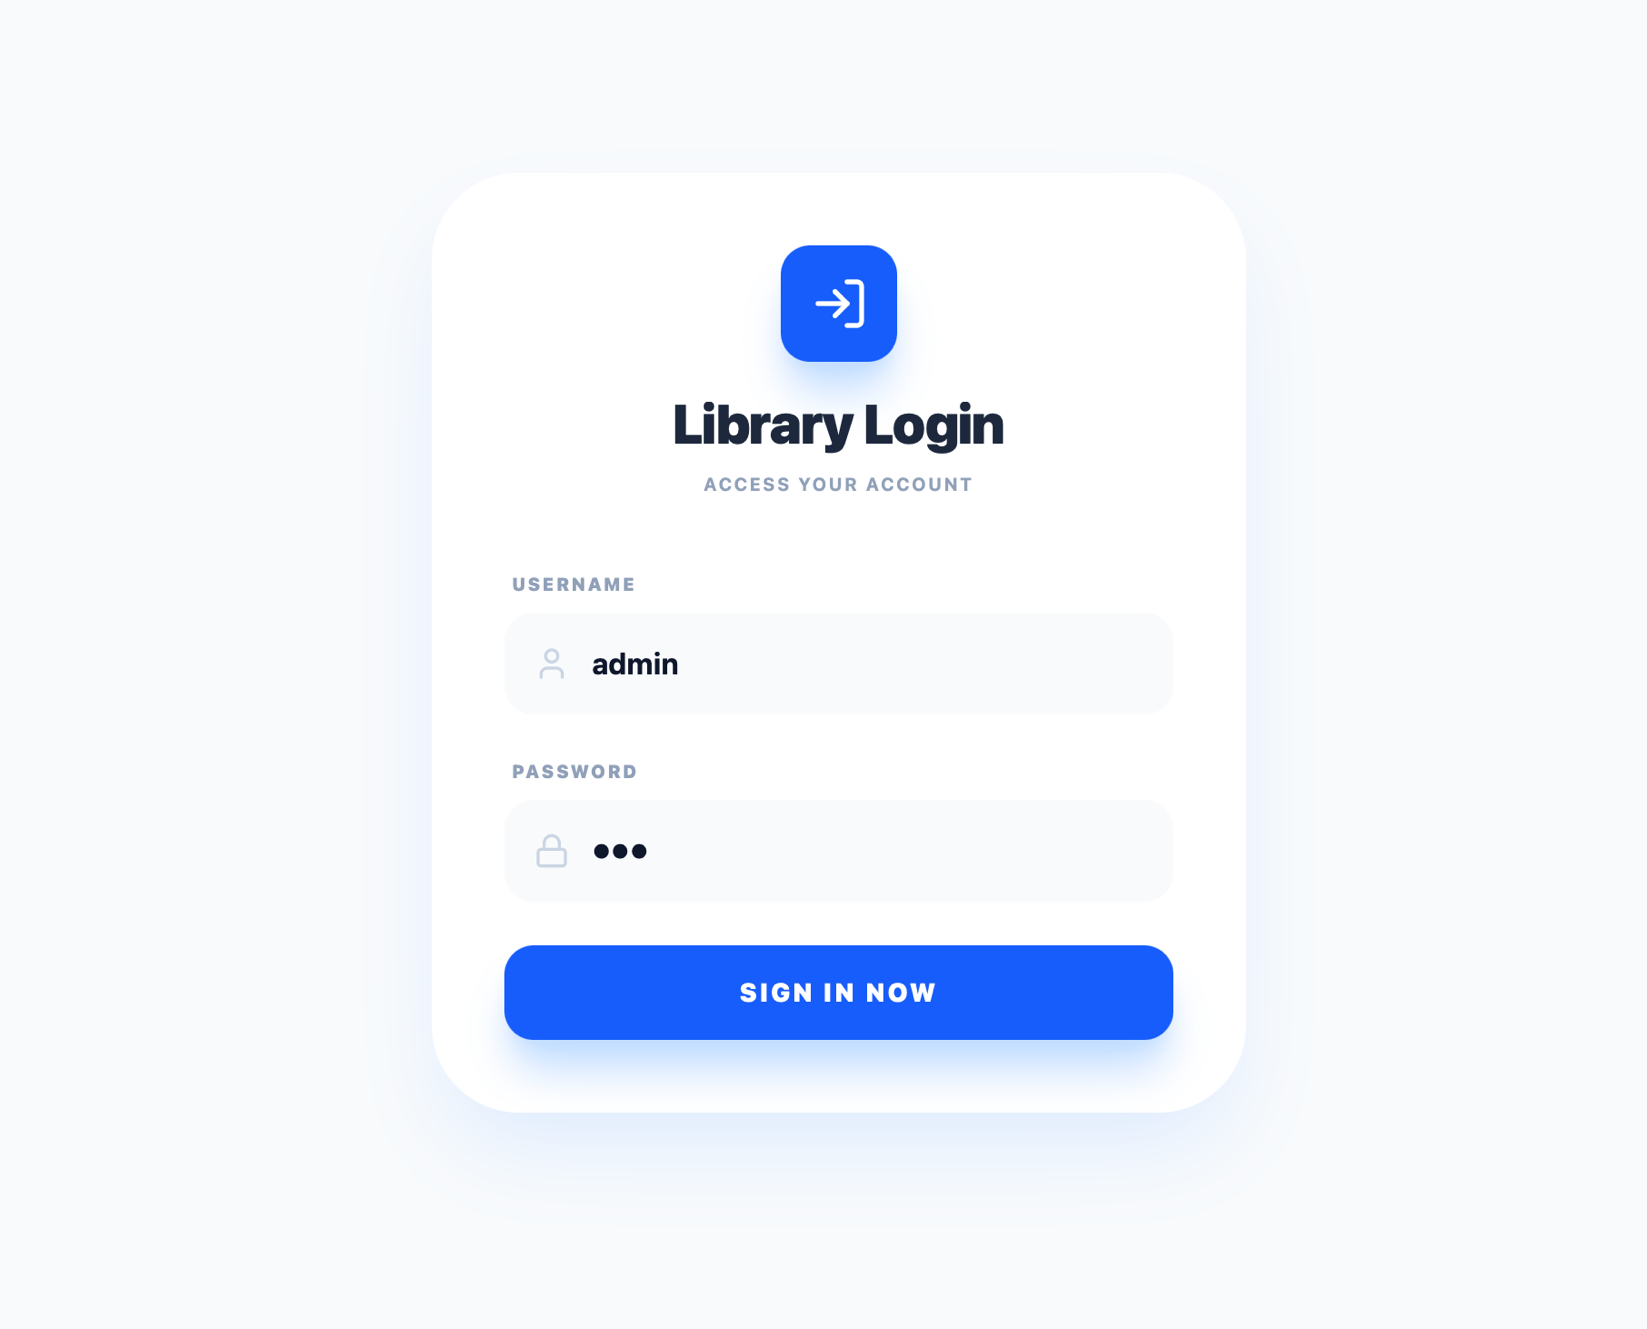 Library Login
ACCESS YOUR ACCOUNT
USERNAME
admin
PASSWORD
•••
SIGN IN NOW